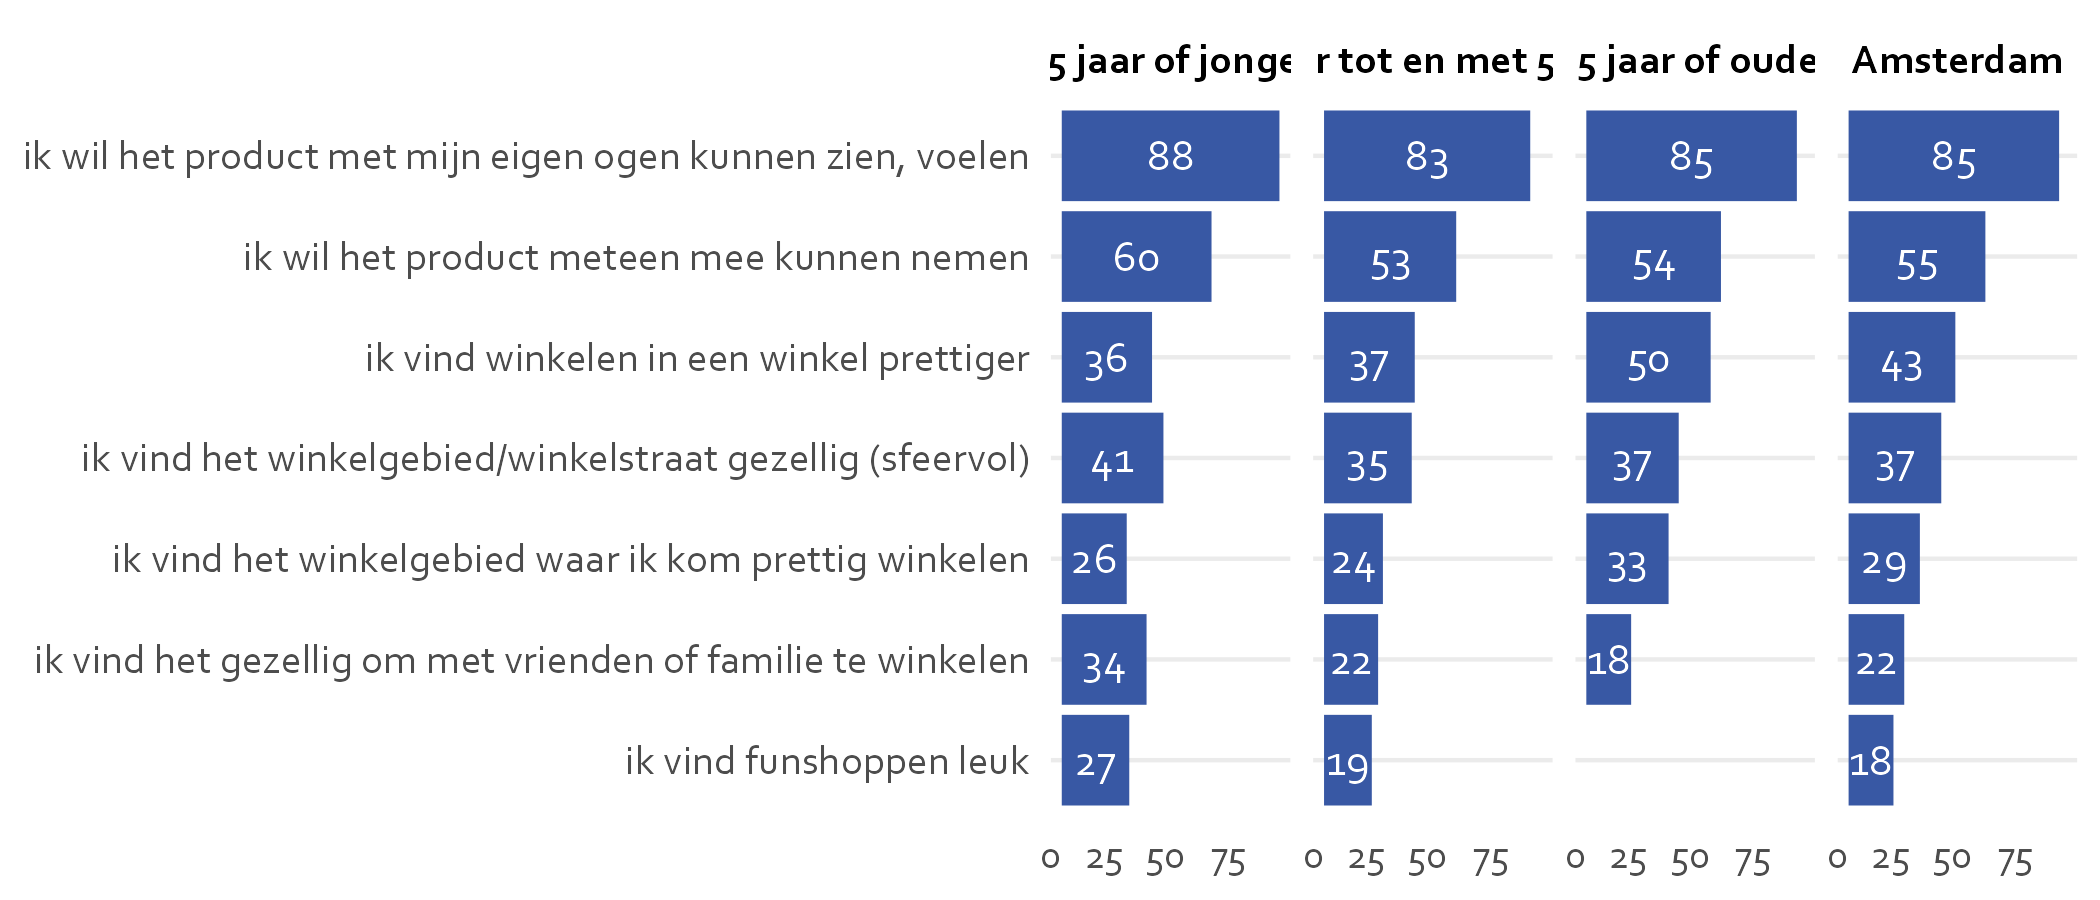 5 jaar of jonge r tot en met 5 5 jaar of oude Amsterdam
ik wil het product met mijn eigen ogen kunnen zien, voelen 88 83 85 85
ik wil het product meteen mee kunnen nemen 60 53 54 55
ik vind winkelen in een winkel prettiger 36 37 50 43
ik vind het winkelgebied/winkelstraat gezellig (sfeervol) 41 35 37 37
ik vind het winkelgebied waar ik kom prettig winkelen 26 24 33 29
ik vind het gezellig om met vrienden of familie te winkelen 34 22 18 22
ik vind funshoppen leuk 27 19 18
0 25 50 75 0 25 50 75 0 25 50 75 0 25 50 75